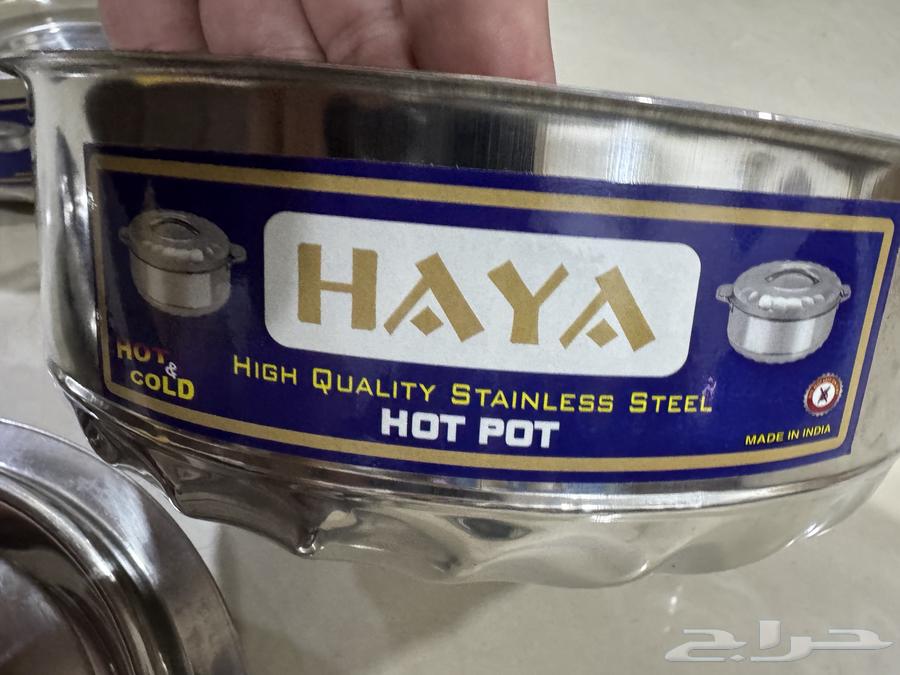 HAYA
HOT
&
COLD
HIGH QUALITY STAINLESS STEEL
HOT POT
MADE IN INDIA
حراج